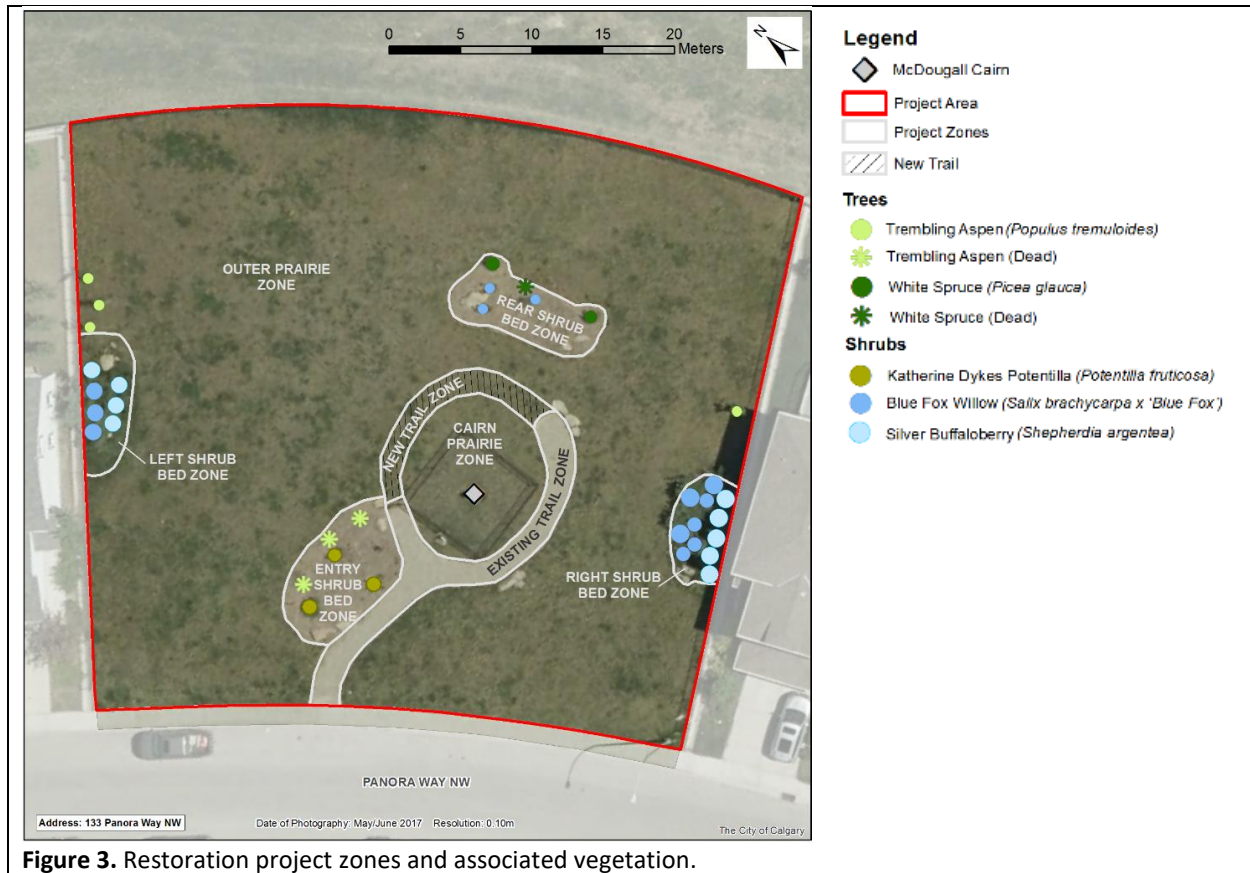 0 5 10 15 20
Meters
N
OUTER PRAIRIE
ZONE
REAR SHRUB
BED ZONE
NEW TRAIL ZONE
CAIRN
PRAIRIE
ZONE
LEFT SHRUB
BED ZONE
EXISTING TRAIL ZONE
ENTRY
SHRUB
BED
ZONE
RIGHT SHRUB
BED ZONE
PANORA WAY NW
Address: 133 Panora Way NW
Date of Photography: May/June 2017 Resolution: 0.10m
The City of Calgary
Legend
McDougall Cairn
Project Area
Project Zones
New Trail
Trees
Trembling Aspen (Populus tremuloides)
Trembling Aspen (Dead)
White Spruce (Picea glauca)
White Spruce (Dead)
Shrubs
Katherine Dykes Potentilla (Potentilla fruticosa)
Blue Fox Willow (Salix brachycarpa x ‘Blue Fox’)
Silver Buffaloberry (Shepherdia argentea)
Figure 3. Restoration project zones and associated vegetation.